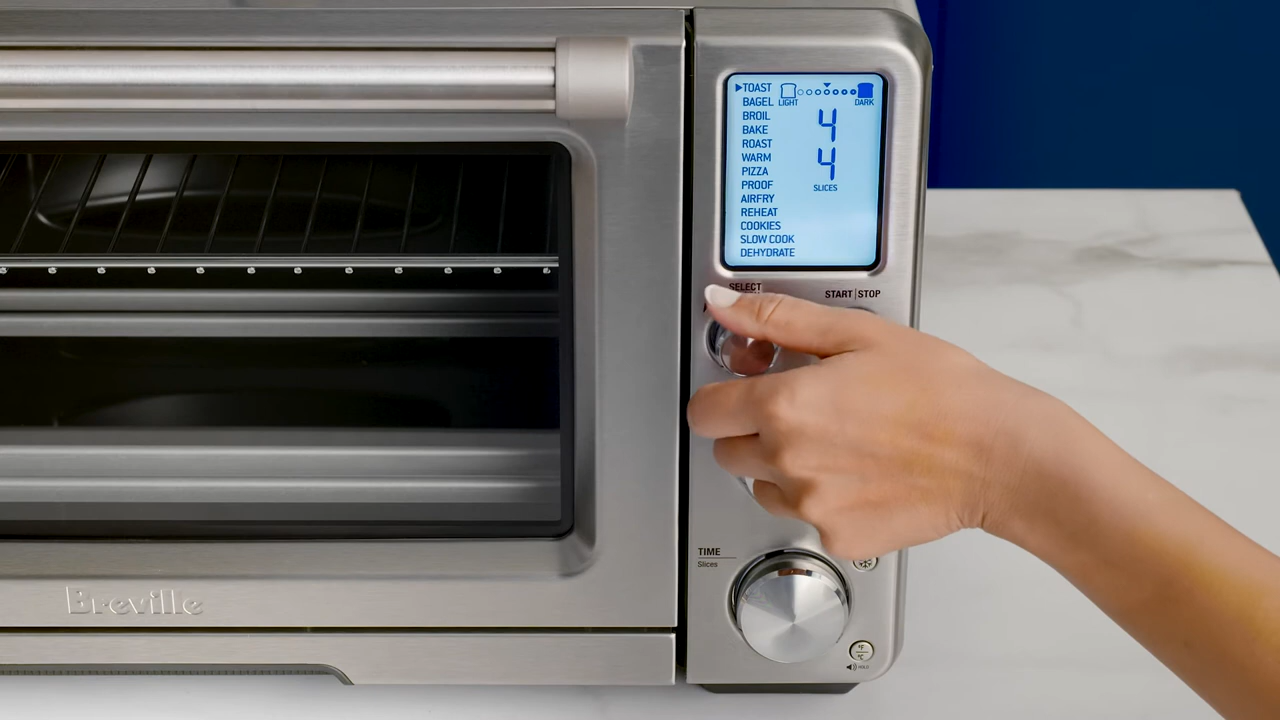 ▶TOAST
LIGHT
DARK
BAGEL
BROIL
BAKE
ROAST
WARM
PIZZA
PROOF
AIRFRY
REHEAT
COOKIES
SLOW COOK
DEHYDRATE
4
4
SLICES
SELECT
START|STOP
TIME
Slices
°F
°C
HOLD
Breville